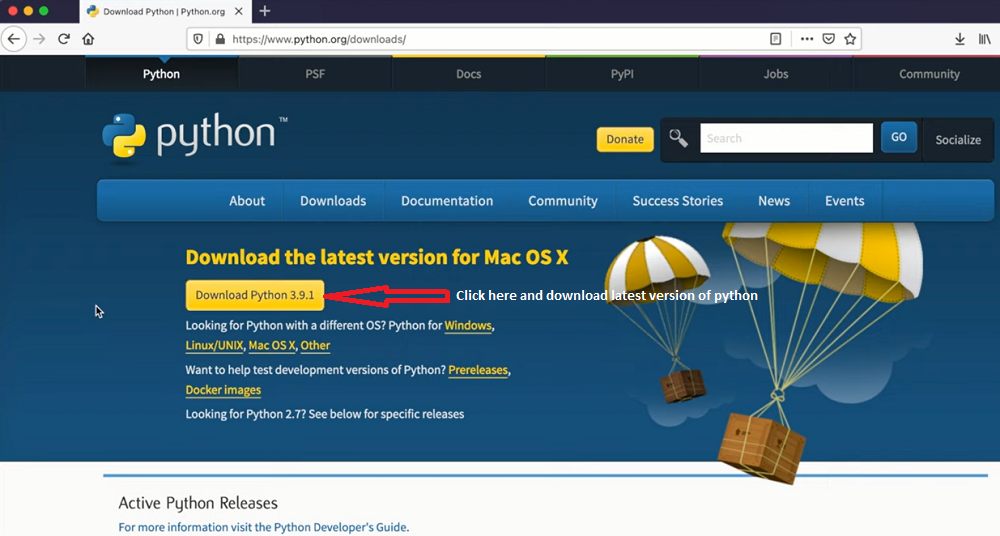 Download Python | Python.org
https://www.python.org/downloads/
Python PSF Docs PyPI Jobs Community
python™
Donate Search GO Socialize
About Downloads Documentation Community Success Stories News Events
Download the latest version for Mac OS X
Download Python 3.9.1 Click here and download latest version of python
Looking for Python with a different OS? Python for Windows,
Linux/UNIX, Mac OS X, Other
Want to help test development versions of Python? Prereleases,
Docker images
Looking for Python 2.7? See below for specific releases
Active Python Releases
For more information visit the Python Developer's Guide.